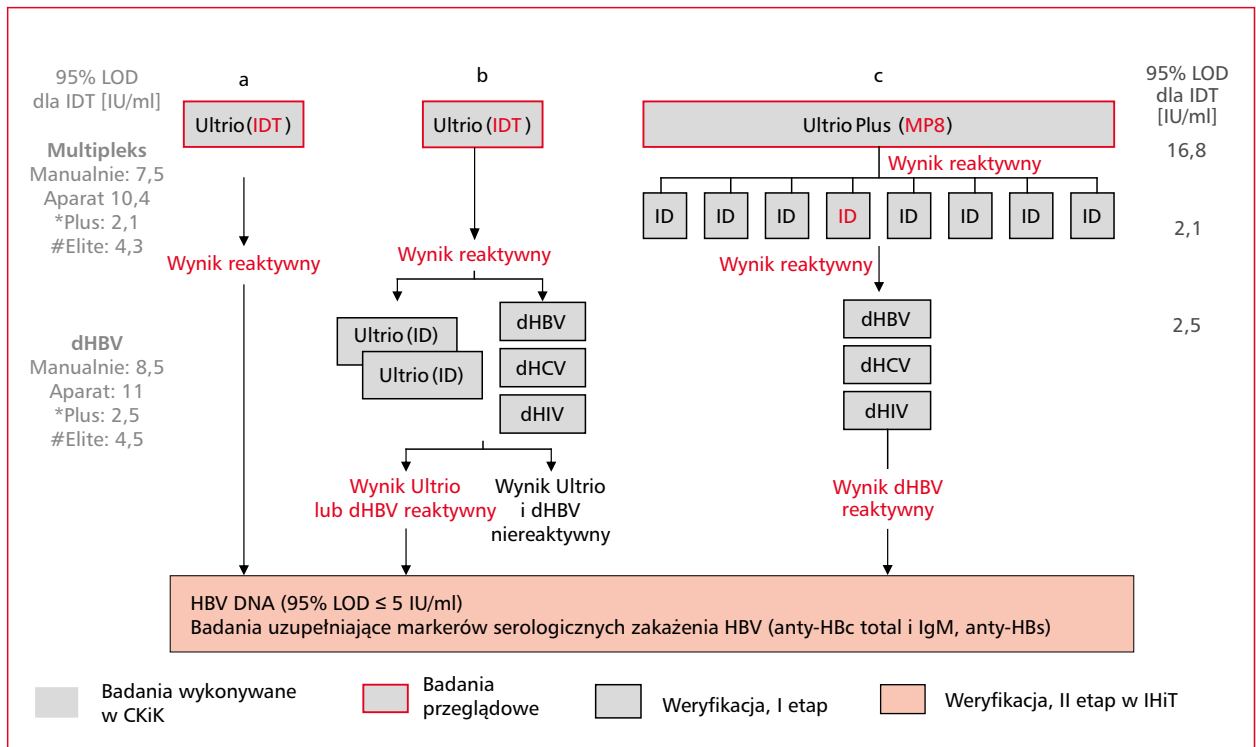 95% LOD
dla IDT [IU/ml]
a
b
c
95% LOD
dla IDT
[IU/ml]
Ultrio (IDT)
Ultrio (IDT)
Ultrio Plus (MP8)
Multipleks
Manualnie: 7,5
Aparat 10,4
*Plus: 2,1
#Elite: 4,3
16,8
Wynik reaktywny
ID
ID
ID
ID
ID
ID
ID
ID
2,1
Wynik reaktywny
Wynik reaktywny
Wynik reaktywny
dHBV
Manualnie: 8,5
Aparat: 11
*Plus: 2,5
#Elite: 4,5
Ultrio (ID)
Ultrio (ID)
dHBV
dHCV
dHIV
dHBV
dHCV
dHIV
2,5
Wynik Ultrio
lub dHBV reaktywny
Wynik Ultrio
i dHBV
niereaktywny
Wynik dHBV
reaktywny
HBV DNA (95% LOD ≤ 5 IU/ml)
Badania uzupełniające markerów serologicznych zakażenia HBV (anty-HBc total i IgM, anty-HBs)
Badania wykonywane
w CKiK
Badania
przeglądowe
Weryfikacja, I etap
Weryfikacja, II etap w IHiT